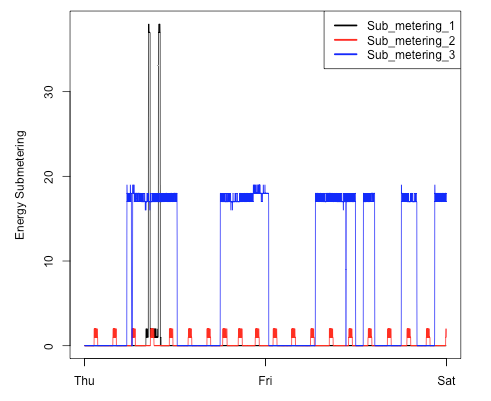 Sub_metering_1
Sub_metering_2
Sub_metering_3
Energy Submetering
30
20
10
0
Thu Fri Sat